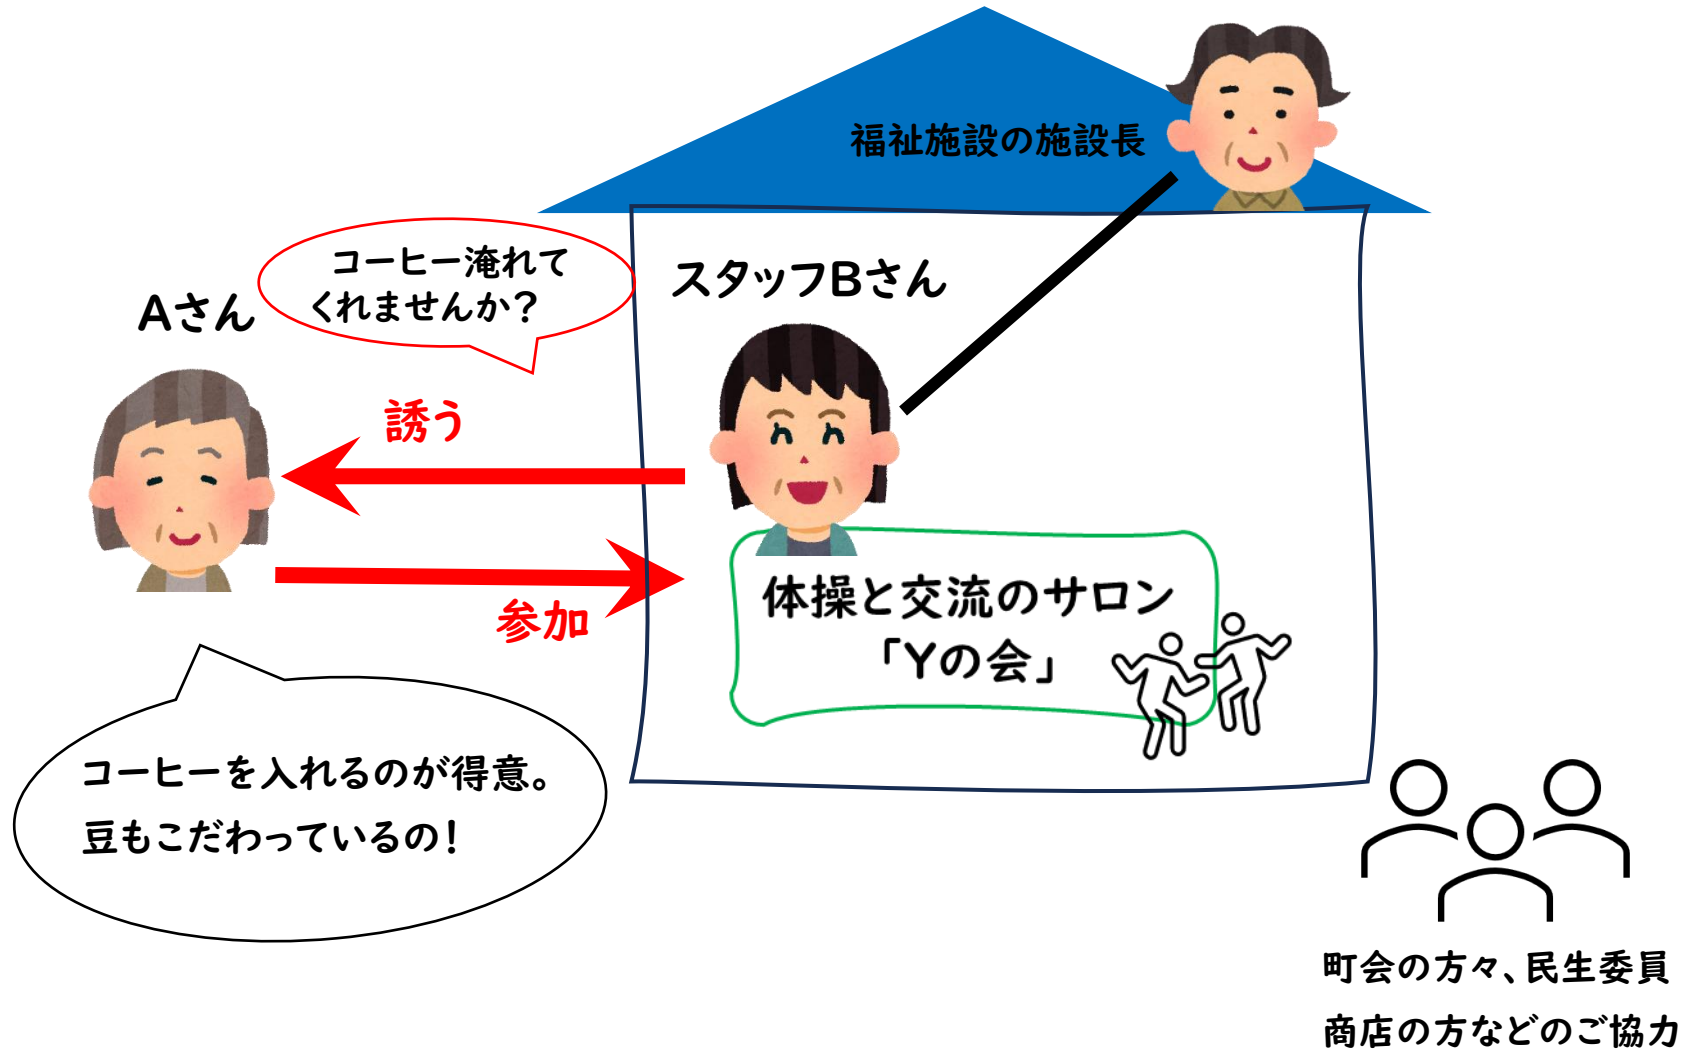 福祉施設の施設長
コーヒー淹れて
くれませんか？
Aさん
スタッフBさん
誘う
参加
体操と交流のサロン
「Yの会」
コーヒーを入れるのが得意。
豆もこだわっているの！
町会の方々、民生委員
商店の方などのご協力